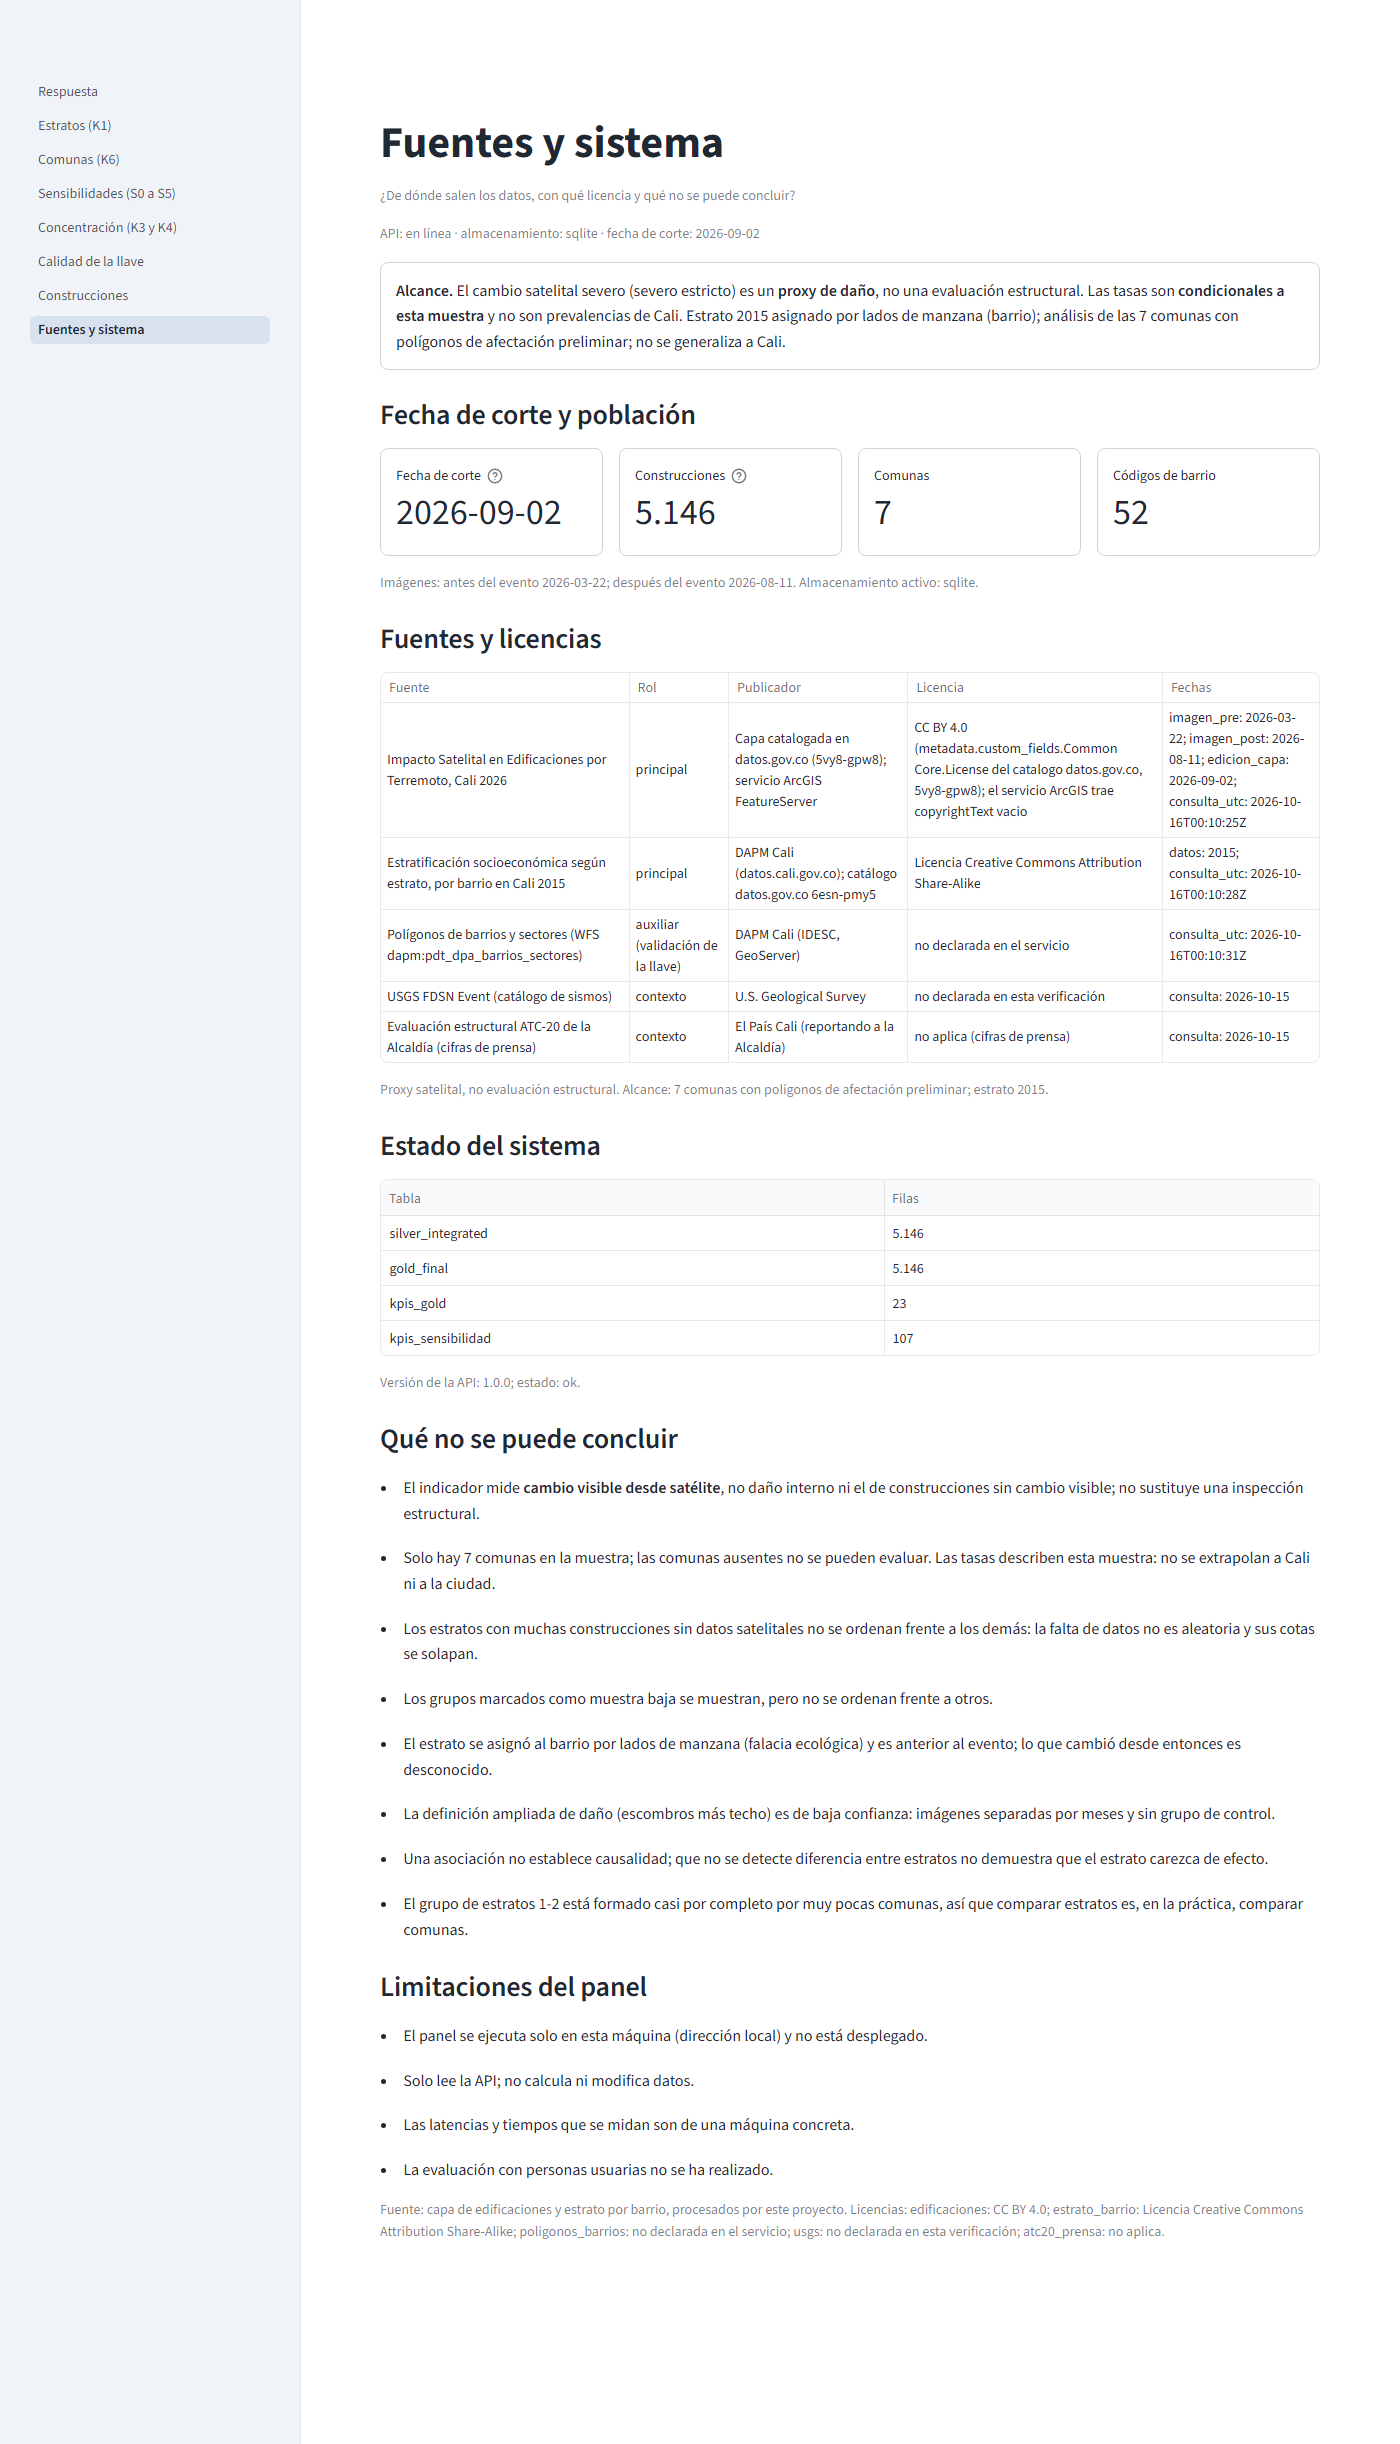 Respuesta
Estratos (K1)
Comunas (K6)
Sensibilidades (S0 a S5)
Concentración (K3 y K4)
Calidad de la llave
Construcciones
Fuentes y sistema
Fuentes y sistema
¿De dónde salen los datos, con qué licencia y qué no se puede concluir?
API: en línea · almacenamiento: sqlite · fecha de corte: 2026-09-02
Alcance. El cambio satelital severo (severo estricto) es un proxy de daño, no una evaluación estructural. Las tasas son condicionales a
esta muestra y no son prevalencias de Cali. Estrato 2015 asignado por lados de manzana (barrio); análisis de las 7 comunas con
polígonos de afectación preliminar; no se generaliza a Cali.
Fecha de corte y población
Fecha de corte
2026-09-02
Construcciones
5.146
Comunas
7
Códigos de barrio
52
Imágenes: antes del evento 2026-03-22; después del evento 2026-08-11. Almacenamiento activo: sqlite.
Fuentes y licencias
Fuente
Rol
Publicador
Licencia
Fechas
Impacto Satelital en Edificaciones por
Terremoto, Cali 2026
principal
Capa catalogada en
datos.gov.co (5vy8-gpw8);
servicio ArcGIS
FeatureServer
CC BY 4.0
(metadata.custom_fields.Common
Core.License del catalogo datos.gov.co,
5vy8-gpw8); el servicio ArcGIS trae
copyrightText vacio
imagen_pre: 2026-03-
22; imagen_post: 2026-
08-11; edicion_capa:
2026-09-02;
consulta_utc: 2026-10-
16T00:10:25Z
Estratificación socioeconómica según
estrato, por barrio en Cali 2015
principal
DAPM Cali
(datos.cali.gov.co); catálogo
datos.gov.co 6esn-pmy5
Licencia Creative Commons Attribution
Share-Alike
datos: 2015;
consulta_utc: 2026-10-
16T00:10:28Z
Polígonos de barrios y sectores (WFS
dapm:pdt_dpa_barrios_sectores)
auxiliar
(validación de
la llave)
DAPM Cali (IDESC,
GeoServer)
no declarada en el servicio
consulta_utc: 2026-10-
16T00:10:31Z
USGS FDSN Event (catálogo de sismos)
contexto
U.S. Geological Survey
no declarada en esta verificación
consulta: 2026-10-15
Evaluación estructural ATC-20 de la
Alcaldía (cifras de prensa)
contexto
El País Cali (reportando a la
Alcaldía)
no aplica (cifras de prensa)
consulta: 2026-10-15
Proxy satelital, no evaluación estructural. Alcance: 7 comunas con polígonos de afectación preliminar; estrato 2015.
Estado del sistema
Tabla
Filas
silver_integrated
5.146
gold_final
5.146
kpis_gold
23
kpis_sensibilidad
107
Versión de la API: 1.0.0; estado: ok.
Qué no se puede concluir
• El indicador mide cambio visible desde satélite, no daño interno ni el de construcciones sin cambio visible; no sustituye una inspección
estructural.
• Solo hay 7 comunas en la muestra; las comunas ausentes no se pueden evaluar. Las tasas describen esta muestra: no se extrapolan a Cali
ni a la ciudad.
• Los estratos con muchas construcciones sin datos satelitales no se ordenan frente a los demás: la falta de datos no es aleatoria y sus cotas
se solapan.
• Los grupos marcados como muestra baja se muestran, pero no se ordenan frente a otros.
• El estrato se asignó al barrio por lados de manzana (falacia ecológica) y es anterior al evento; lo que cambió desde entonces es
desconocido.
• La definición ampliada de daño (escombros más techo) es de baja confianza: imágenes separadas por meses y sin grupo de control.
• Una asociación no establece causalidad; que no se detecte diferencia entre estratos no demuestra que el estrato carezca de efecto.
• El grupo de estratos 1-2 está formado casi por completo por muy pocas comunas, así que comparar estratos es, en la práctica, comparar
comunas.
Limitaciones del panel
• El panel se ejecuta solo en esta máquina (dirección local) y no está desplegado.
• Solo lee la API; no calcula ni modifica datos.
• Las latencias y tiempos que se midan son de una máquina concreta.
• La evaluación con personas usuarias no se ha realizado.
Fuente: capa de edificaciones y estrato por barrio, procesados por este proyecto. Licencias: edificaciones: CC BY 4.0; estrato_barrio: Licencia Creative Commons
Attribution Share-Alike; poligonos_barrios: no declarada en el servicio; usgs: no declarada en esta verificación; atc20_prensa: no aplica.